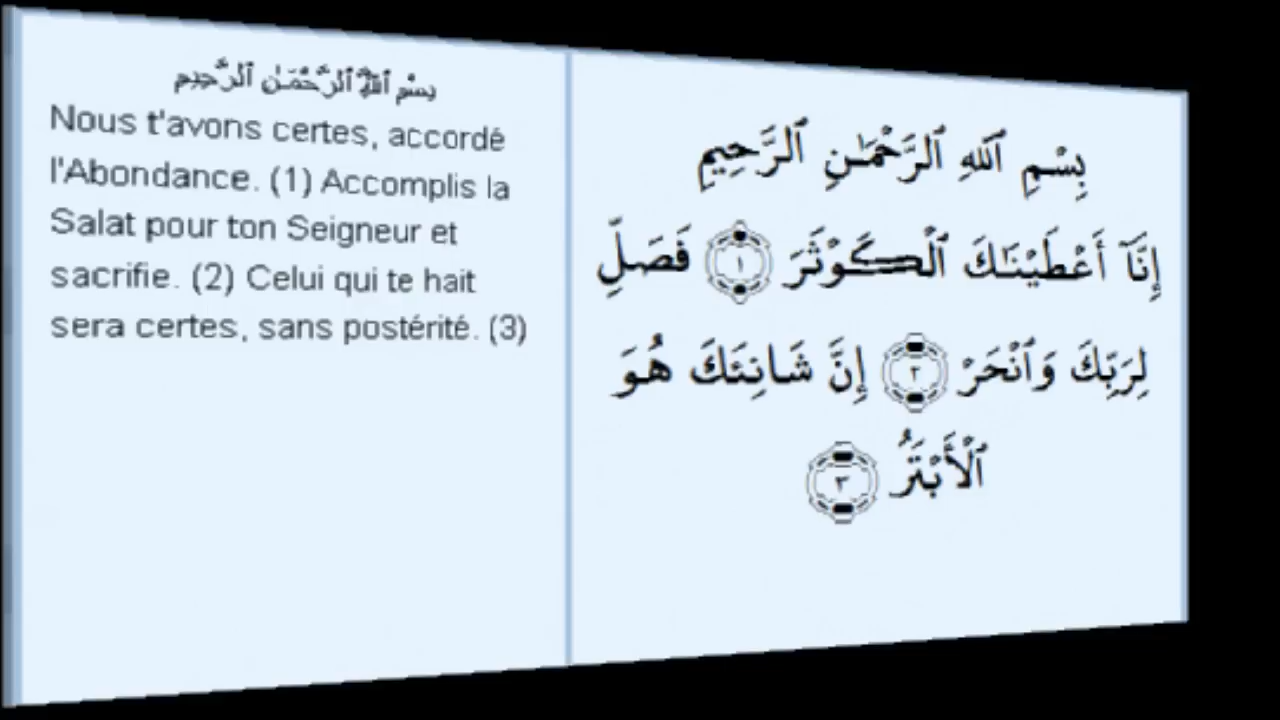 بِسْمِ ٱللَّهِ ٱلرَّحْمَـٰنِ ٱلرَّحِيمِ
Nous t'avons certes, accordé
l'Abondance. (1) Accomplis la
Salat pour ton Seigneur et
sacrifie. (2) Celui qui te hait
sera certes, sans postérité. (3)
بِسْمِ ٱللَّهِ ٱلرَّحْمَـٰنِ ٱلرَّحِيمِ
إِنَّآ أَعْطَيْنَـٰكَ ٱلْكَوْثَرَ ١ فَصَلِّ
لِرَبِّكَ وَٱنْحَرْ ٢ إِنَّ شَانِئَكَ هُوَ
ٱلْأَبْتَرُ ٣